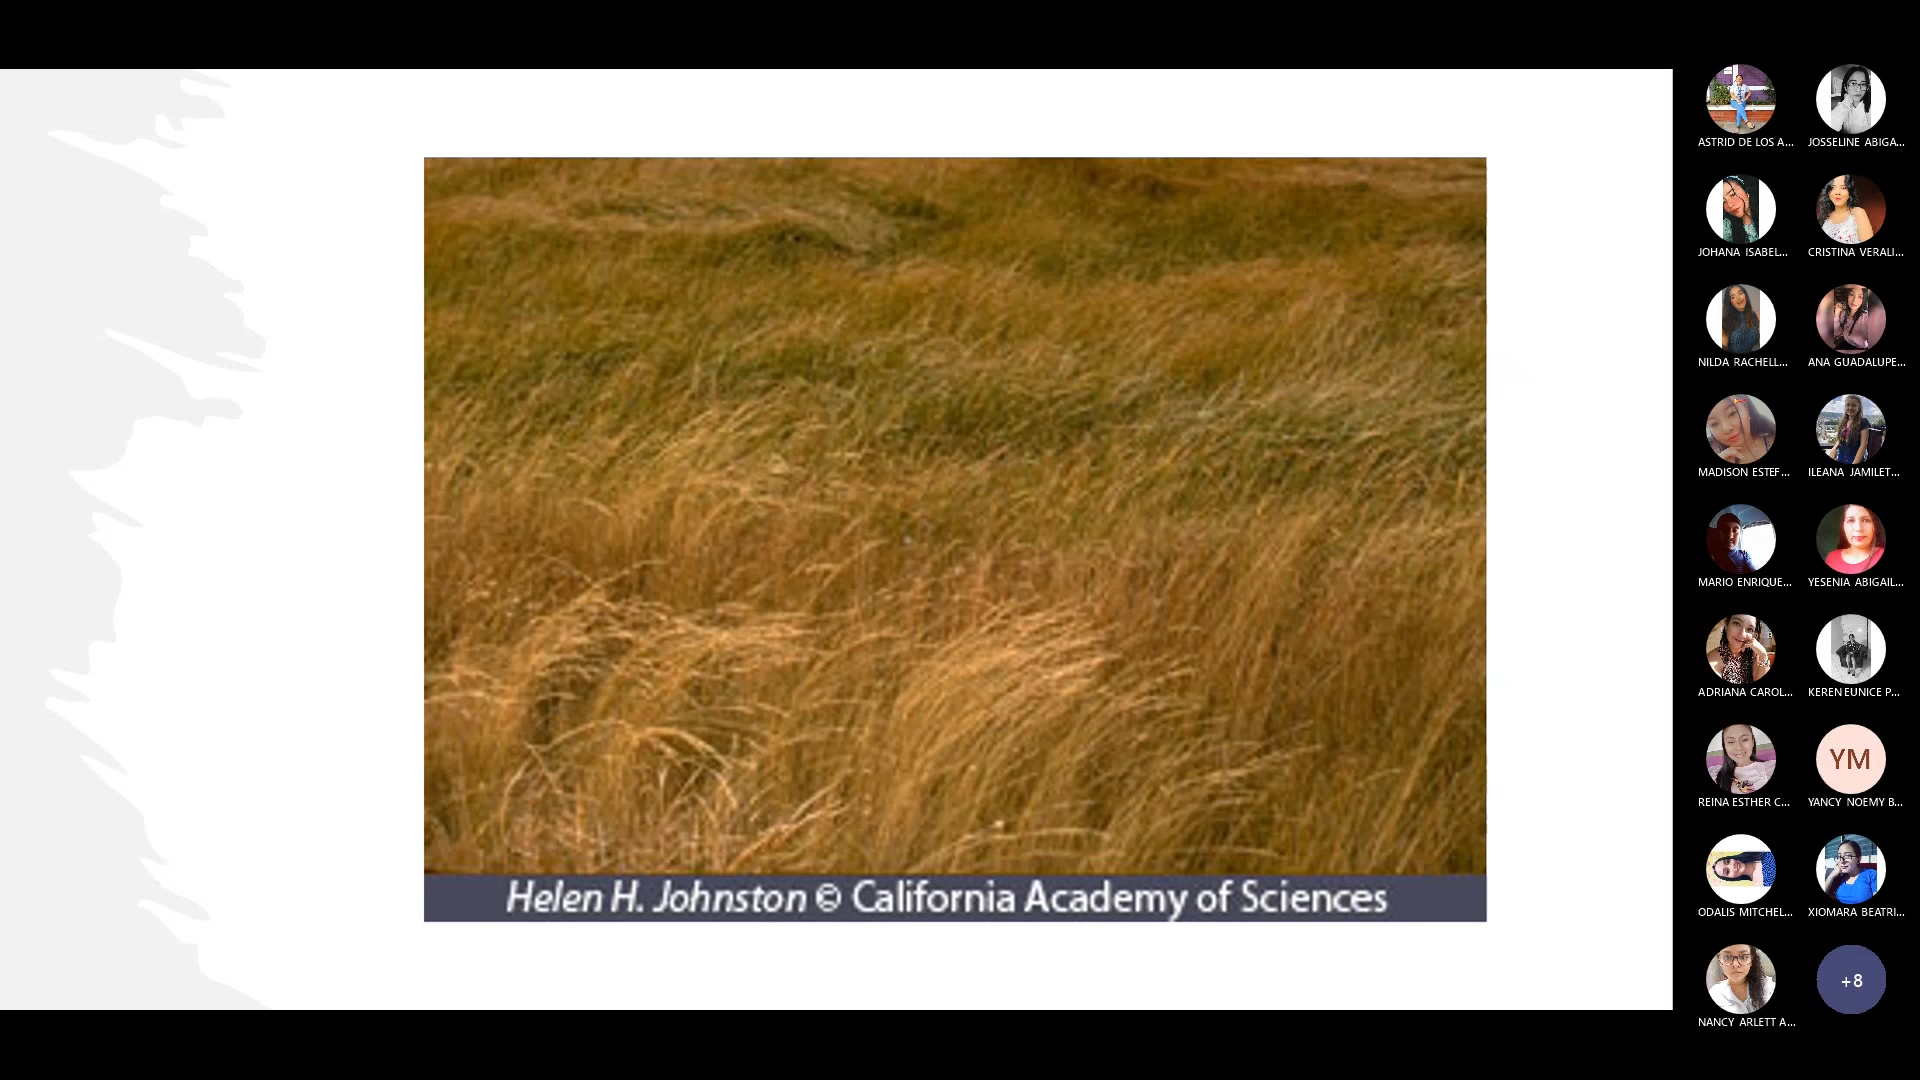 ASTRID DE LOS A...
JOSSELINE ABIGA...
JOHANA ISABEL...
CRISTINA VERALI...
NILDA RACHELL...
ANA GUADALUPE...
MADISON ESTEF...
ILEANA JAMILET...
MARIO ENRIQUE...
YESENIA ABIGAIL...
ADRIANA CAROL...
KEREN EUNICE P...
REINA ESTHER C...
YM
YANCY NOEMY B...
ODALIS MITCHEL...
XIOMARA BEATRI...
NANCY ARLETT A...
+8
Helen H. Johnston © California Academy of Sciences